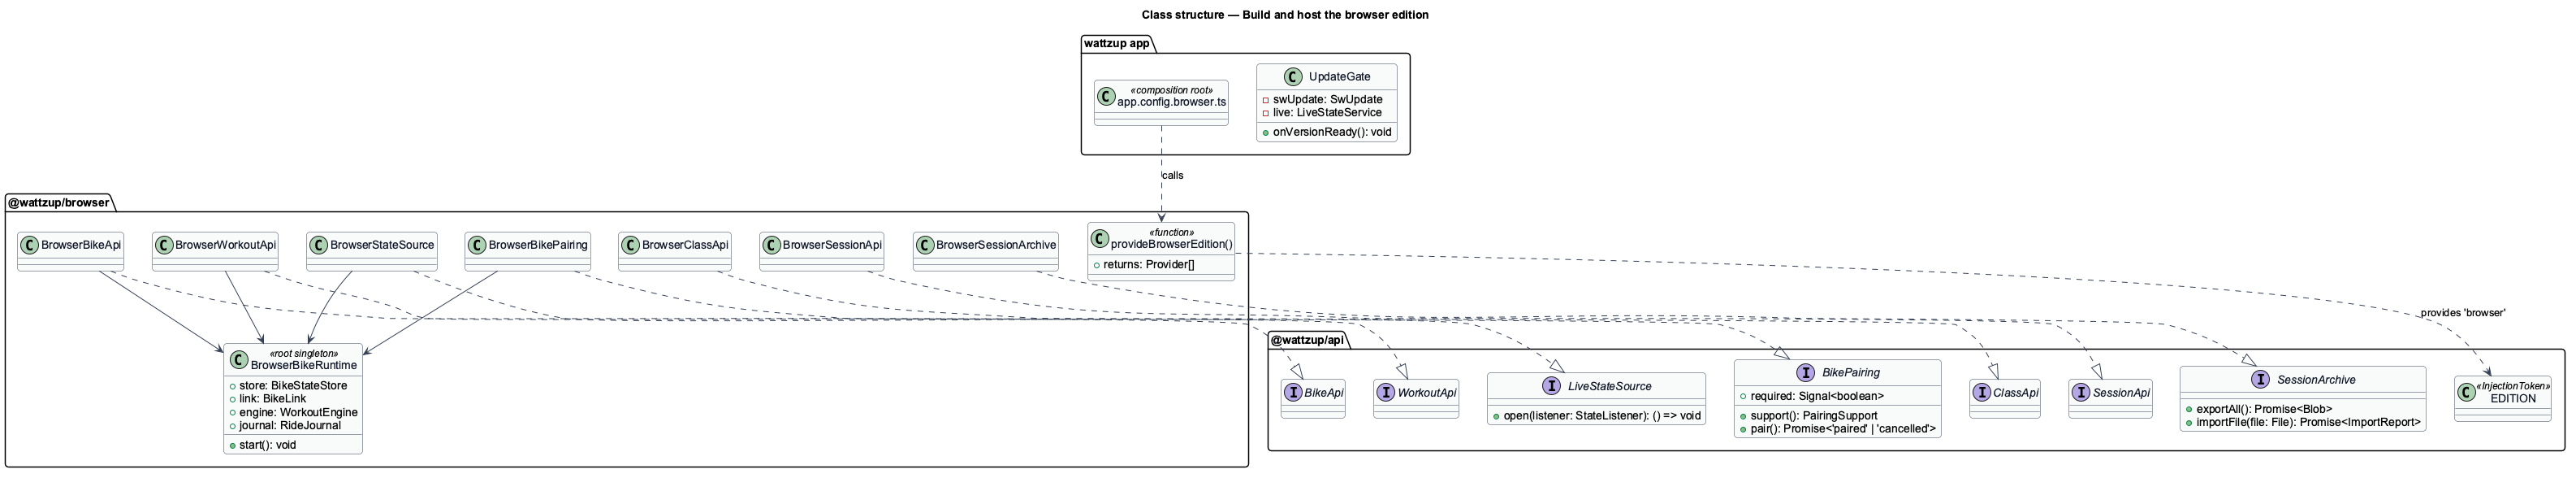 Class structure — Build and host the browser edition
wattzup app
C «composition root»
app.config.browser.ts
C UpdateGate
swUpdate: SwUpdate
live: LiveStateService
onVersionReady(): void
calls
@wattzup/browser
C BrowserBikeApi
C BrowserWorkoutApi
C BrowserStateSource
C BrowserBikePairing
C BrowserClassApi
C BrowserSessionApi
C BrowserSessionArchive
C «function»
provideBrowserEdition()
returns: Provider[]
C «root singleton»
BrowserBikeRuntime
store: BikeStateStore
link: BikeLink
engine: WorkoutEngine
journal: RideJournal
start(): void
provides 'browser'
@wattzup/api
I BikeApi
I WorkoutApi
I LiveStateSource
open(listener: StateListener): () => void
I BikePairing
required: Signal<boolean>
support(): PairingSupport
pair(): Promise<'paired' | 'cancelled'>
I ClassApi
I SessionApi
I SessionArchive
exportAll(): Promise<Blob>
importFile(file: File): Promise<ImportReport>
C «InjectionToken»
EDITION